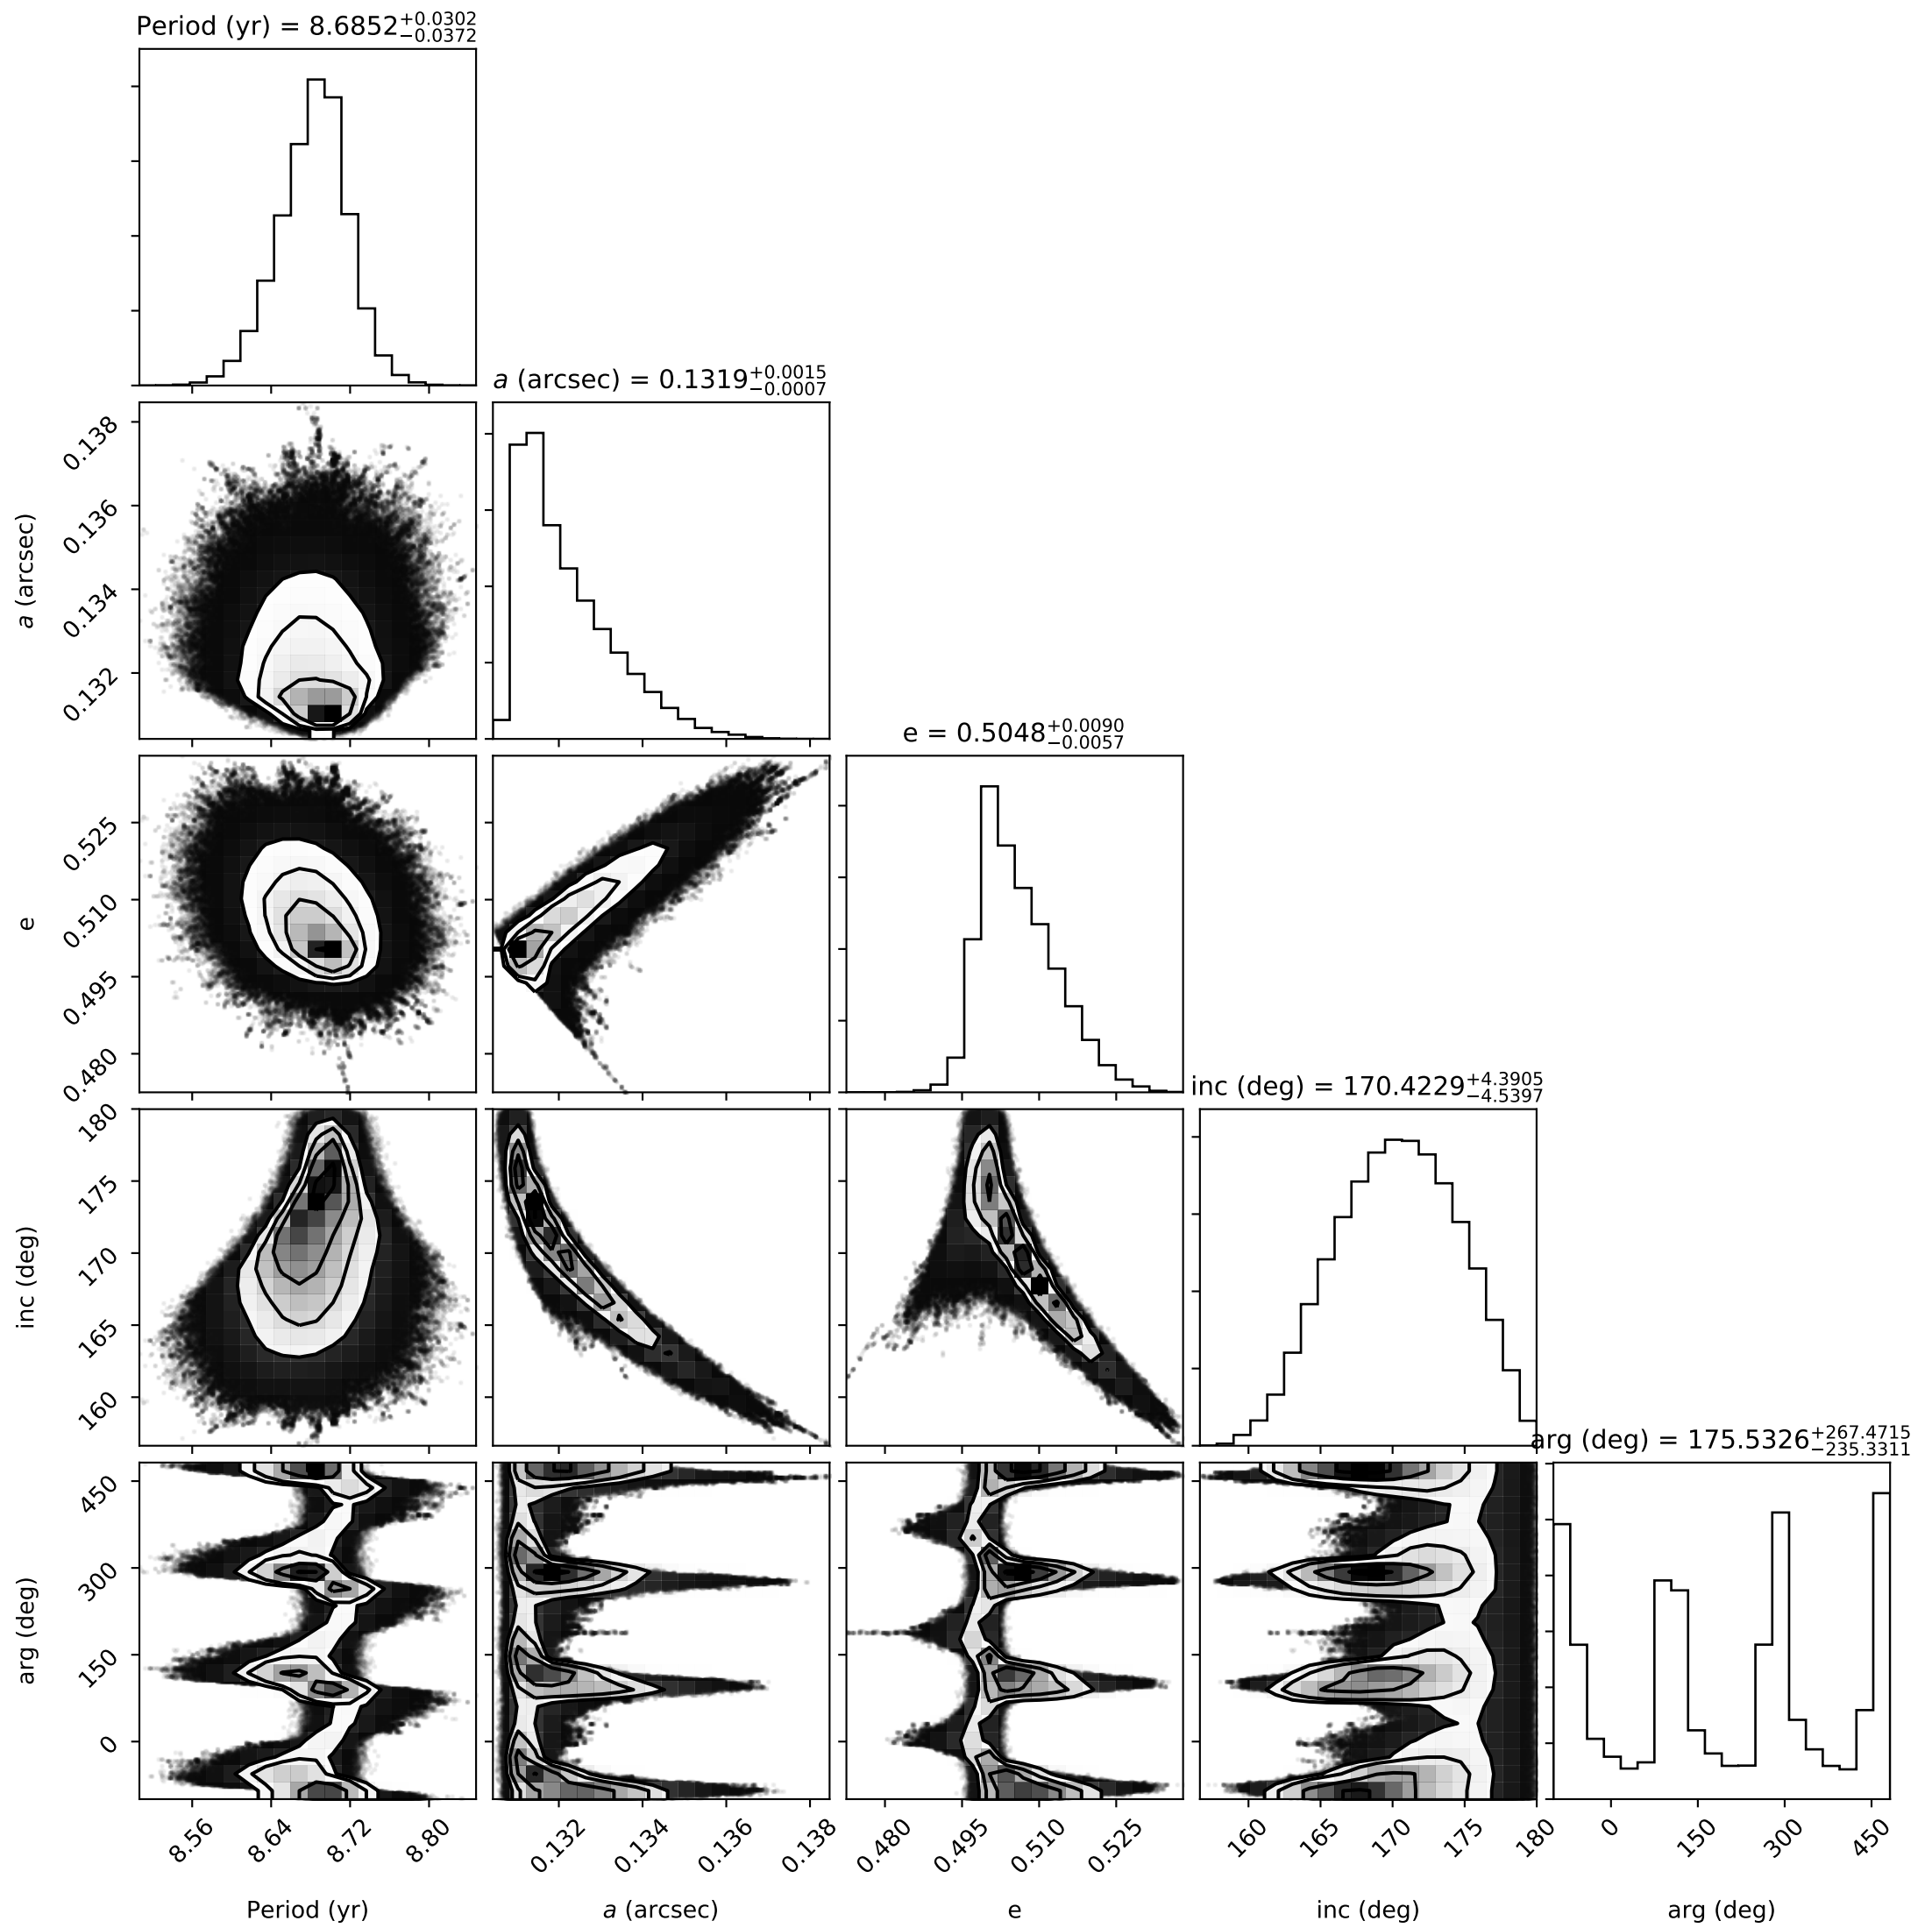 Period (yr) = 8.6852+0.0302−0.0372
a (arcsec) = 0.1319+0.0015−0.0007
0.138
0.136
0.134
0.132
a (arcsec)
e = 0.5048+0.0090−0.0057
0.525
0.510
0.495
0.480
e
inc (deg) = 170.4229+4.3905−4.5397
180
175
170
165
160
inc (deg)
arg (deg) = 175.5326+267.4715−235.3311
450
300
150
0
arg (deg)
8.56 8.64 8.72 8.80
0.132 0.134 0.136 0.138
0.480 0.495 0.510 0.525
160 165 170 175 180
0 150 300 450
Period (yr)
a (arcsec)
e
inc (deg)
arg (deg)